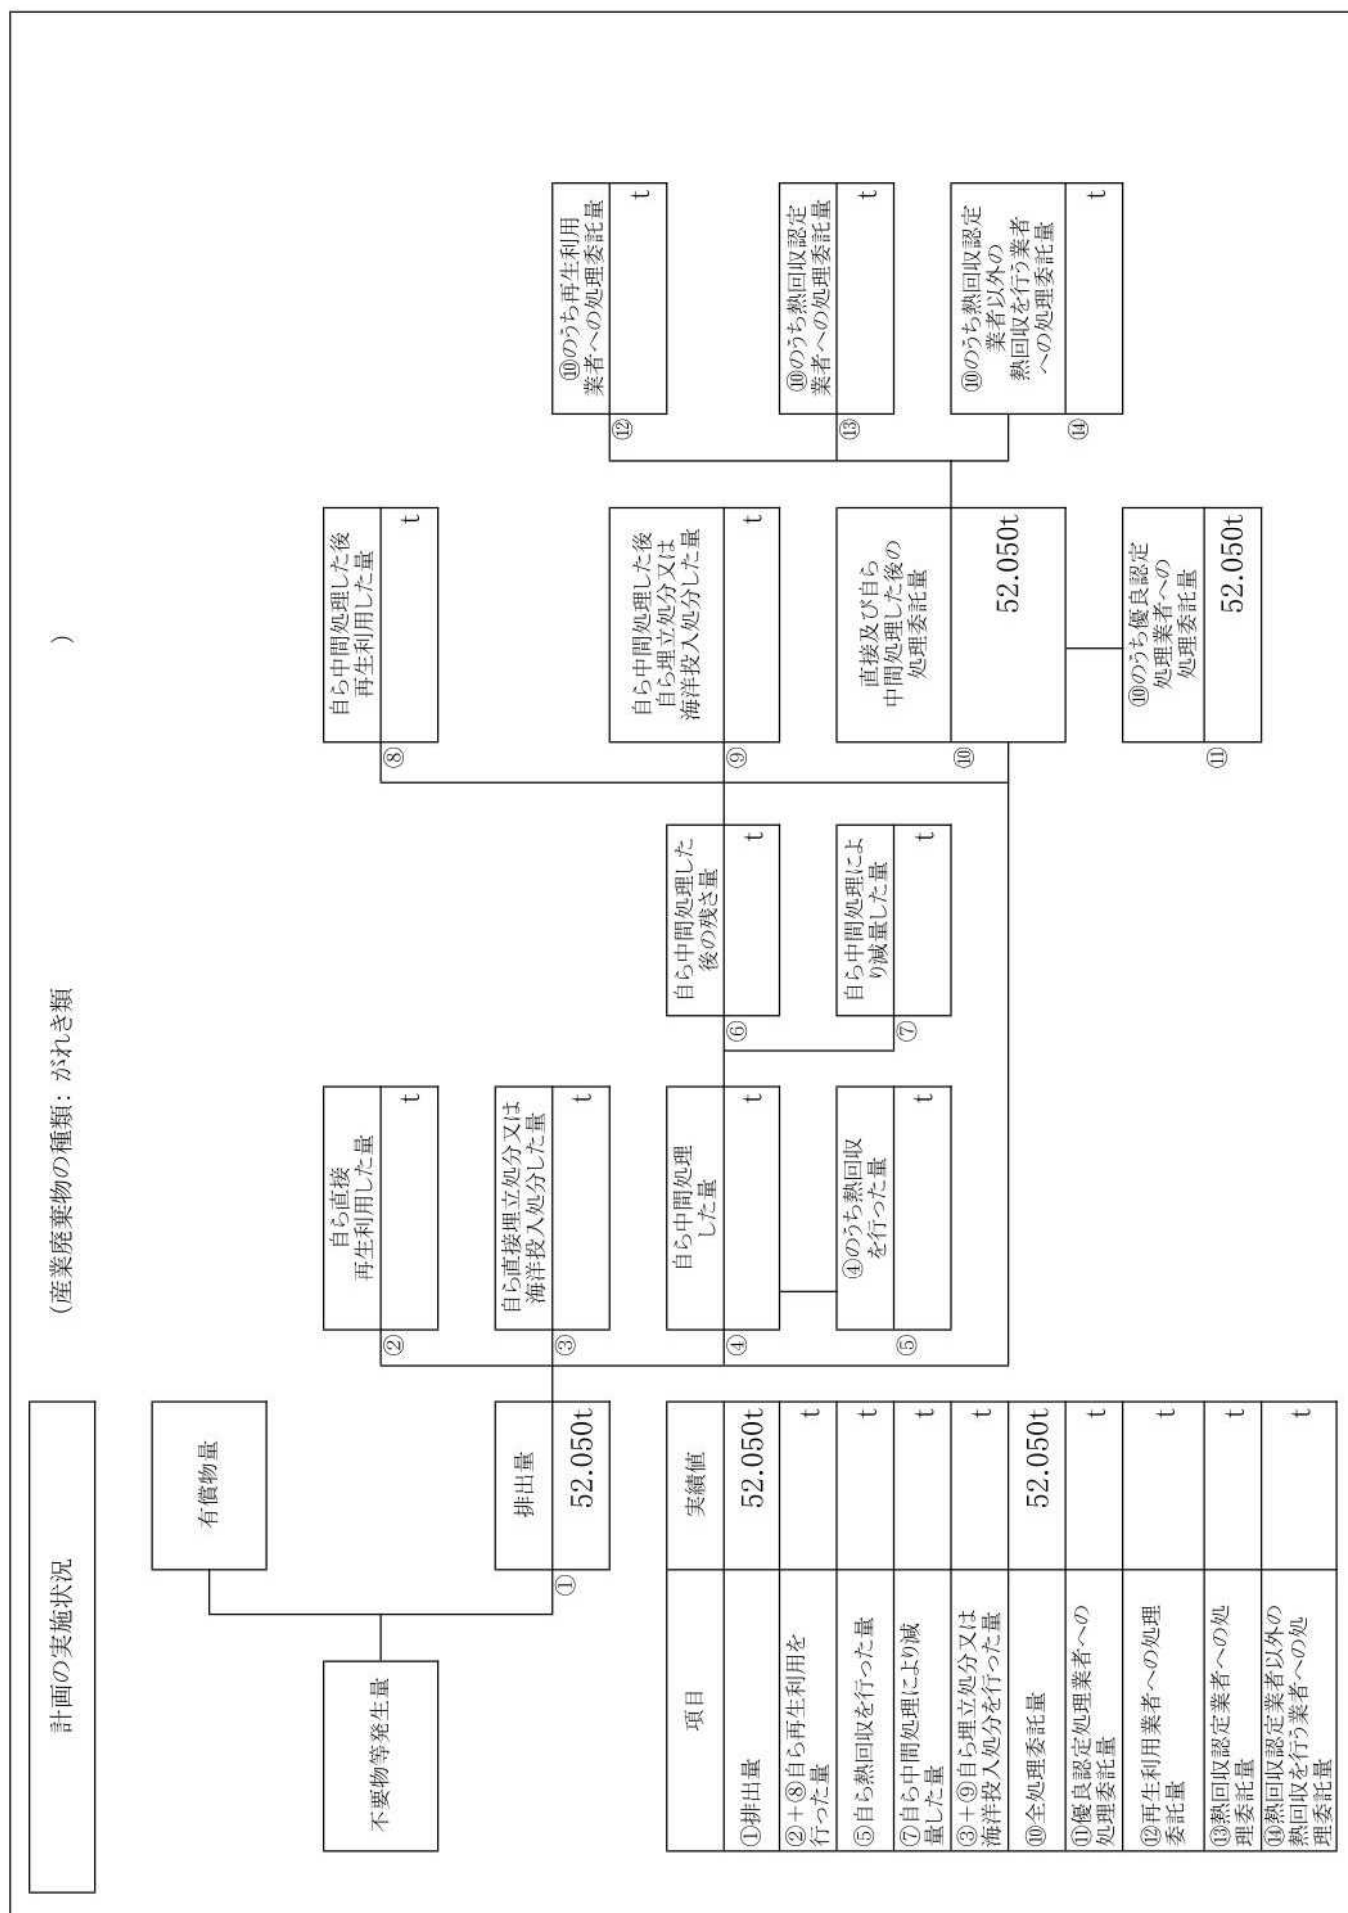 計画の実施状況
(産業廃棄物の種類: がれき類
)
有償物量
不要物等発生量
排出量
①
52.050t
自ら直接
再生利用した量
②
t
自ら直接埋立処分又は
海洋投入処分した量
③
t
自ら中間処理
した量
④
t
④のうち熱回収
を行った量
⑤
t
自ら中間処理した
後の残さ量
⑥
t
自ら中間処理によ
り減量した量
⑦
t
自ら中間処理した後
再生利用した量
⑧
t
自ら中間処理した後
自ら埋立処分又は
海洋投入処分した量
⑨
t
直接及び自ら
中間処理した後の
処理委託量
⑩
52.050t
⑩のうち優良認定
処理業者への
処理委託量
⑪
52.050t
⑩のうち再生利用
業者への処理委託量
⑫
t
⑩のうち熱回収認定
業者への処理委託量
⑬
t
⑩のうち熱回収認定
業者以外の
熱回収を行う業者
への処理委託量
⑭
t
項目
実績値
①排出量
52.050t
②+⑧自ら再生利用を
行った量
t
⑤自ら熱回収を行った量
t
⑦自ら中間処理により減
量した量
t
③+⑨自ら埋立処分又は
海洋投入処分を行った量
t
⑩全処理委託量
52.050t
⑪優良認定処理業者への
処理委託量
t
⑫再生利用業者への処理
委託量
t
⑬熱回収認定業者への処
理委託量
t
⑭熱回収認定業者以外の
熱回収を行う業者への処
理委託量
t